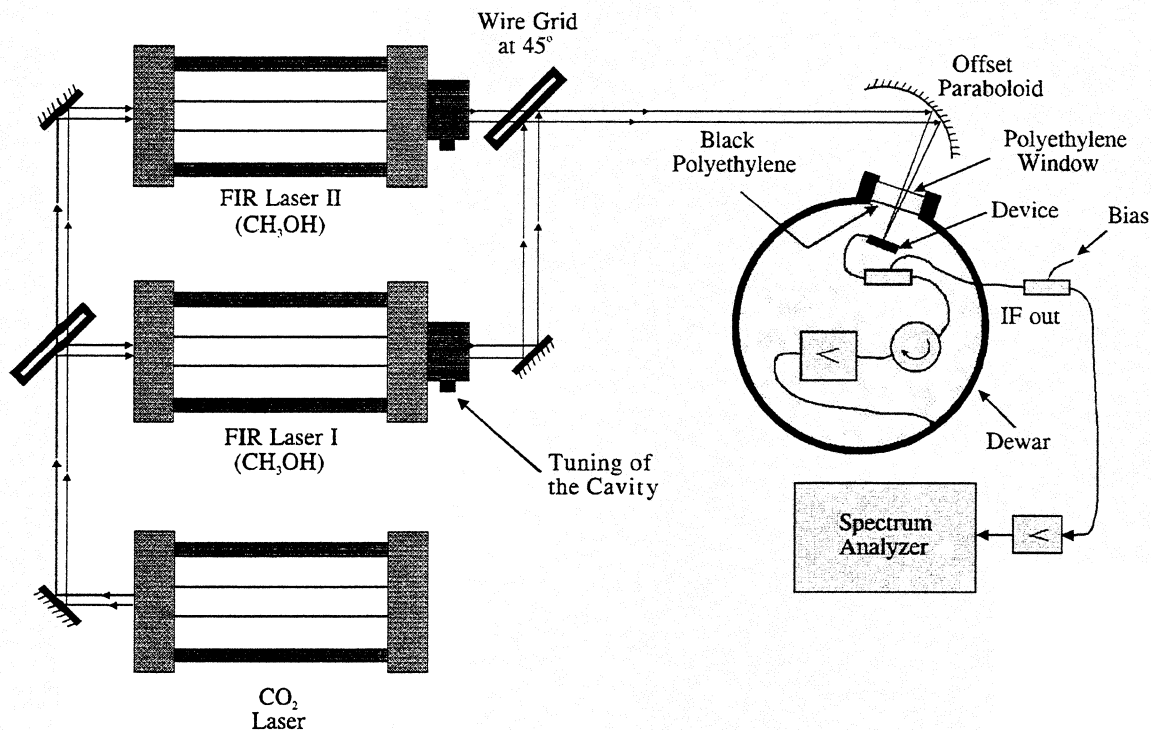 Wire Grid
at 45°
Offset
Paraboloid
Black
Polyethylene
Polyethylene
Window
FIR Laser II
(CH₃OH)
Device
Bias
IF out
FIR Laser I
(CH₃OH)
Tuning of
the Cavity
Dewar
Spectrum
Analyzer
CO₂
Laser